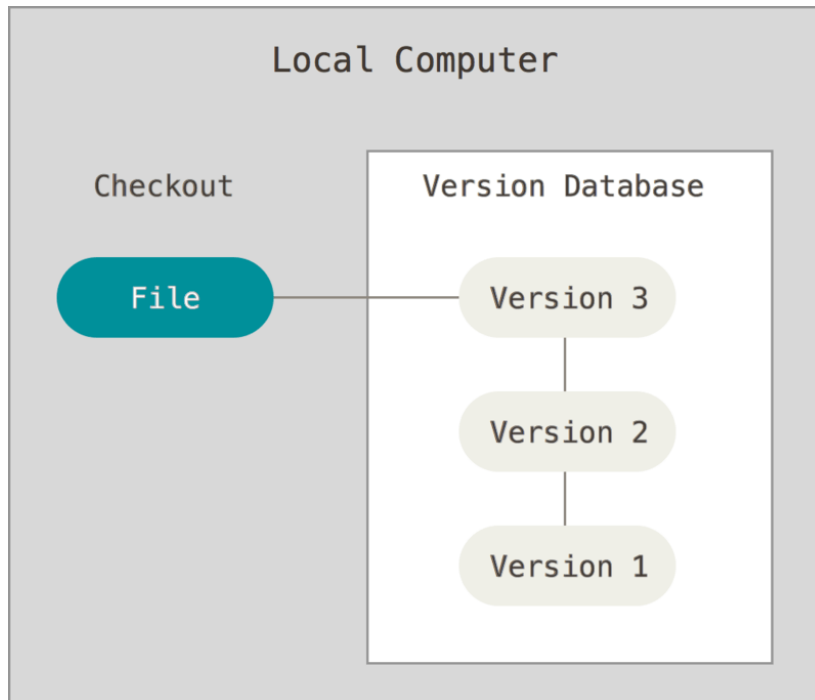 Local Computer
Checkout
Version Database
File
Version 3
Version 2
Version 1